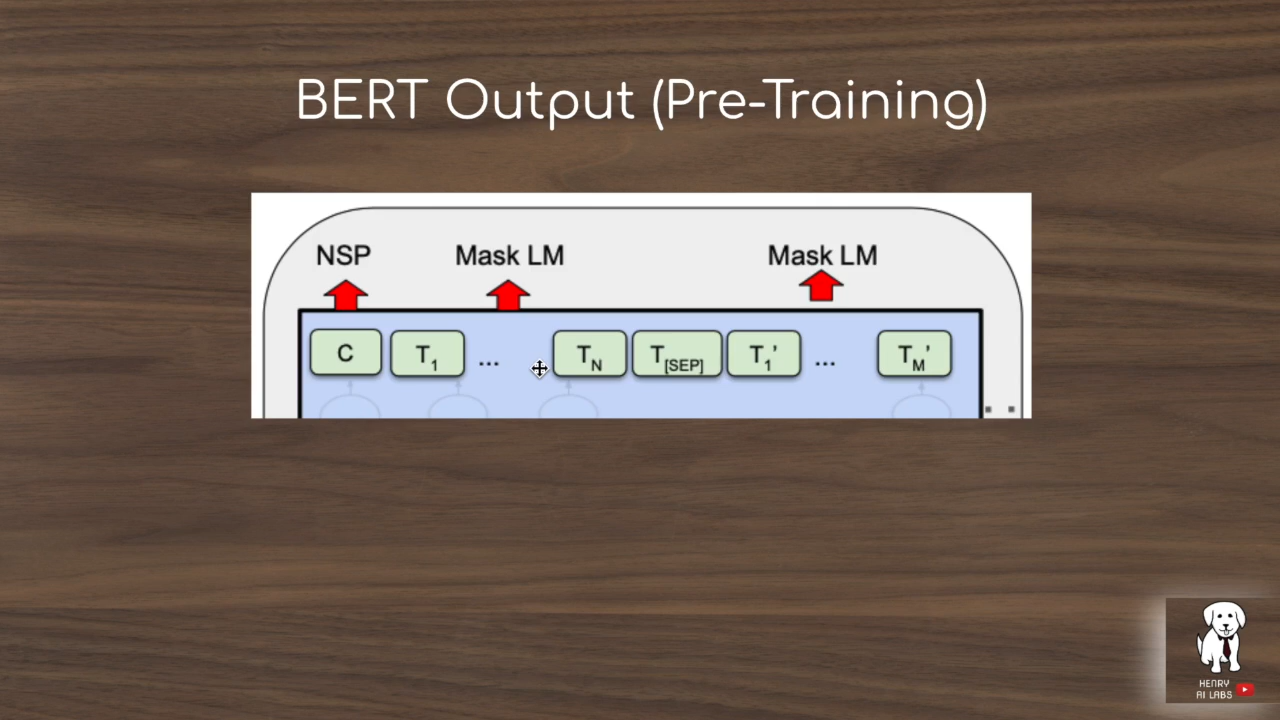 BERT Output (Pre-Training)
NSP Mask LM Mask LM
C T1 ... TN T[SEP] T1' ... TM'
HENRY
AI LABS